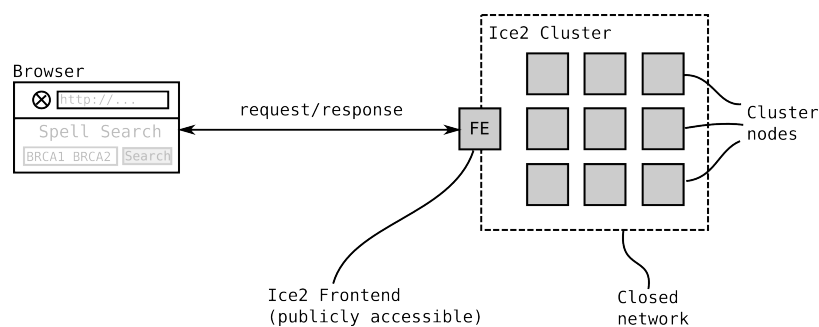 Ice2 Cluster
Browser
http://...
request/response
Spell Search
BRCA1 BRCA2 Search
FE
Cluster
nodes
Ice2 Frontend
(publicly accessible)
Closed
network